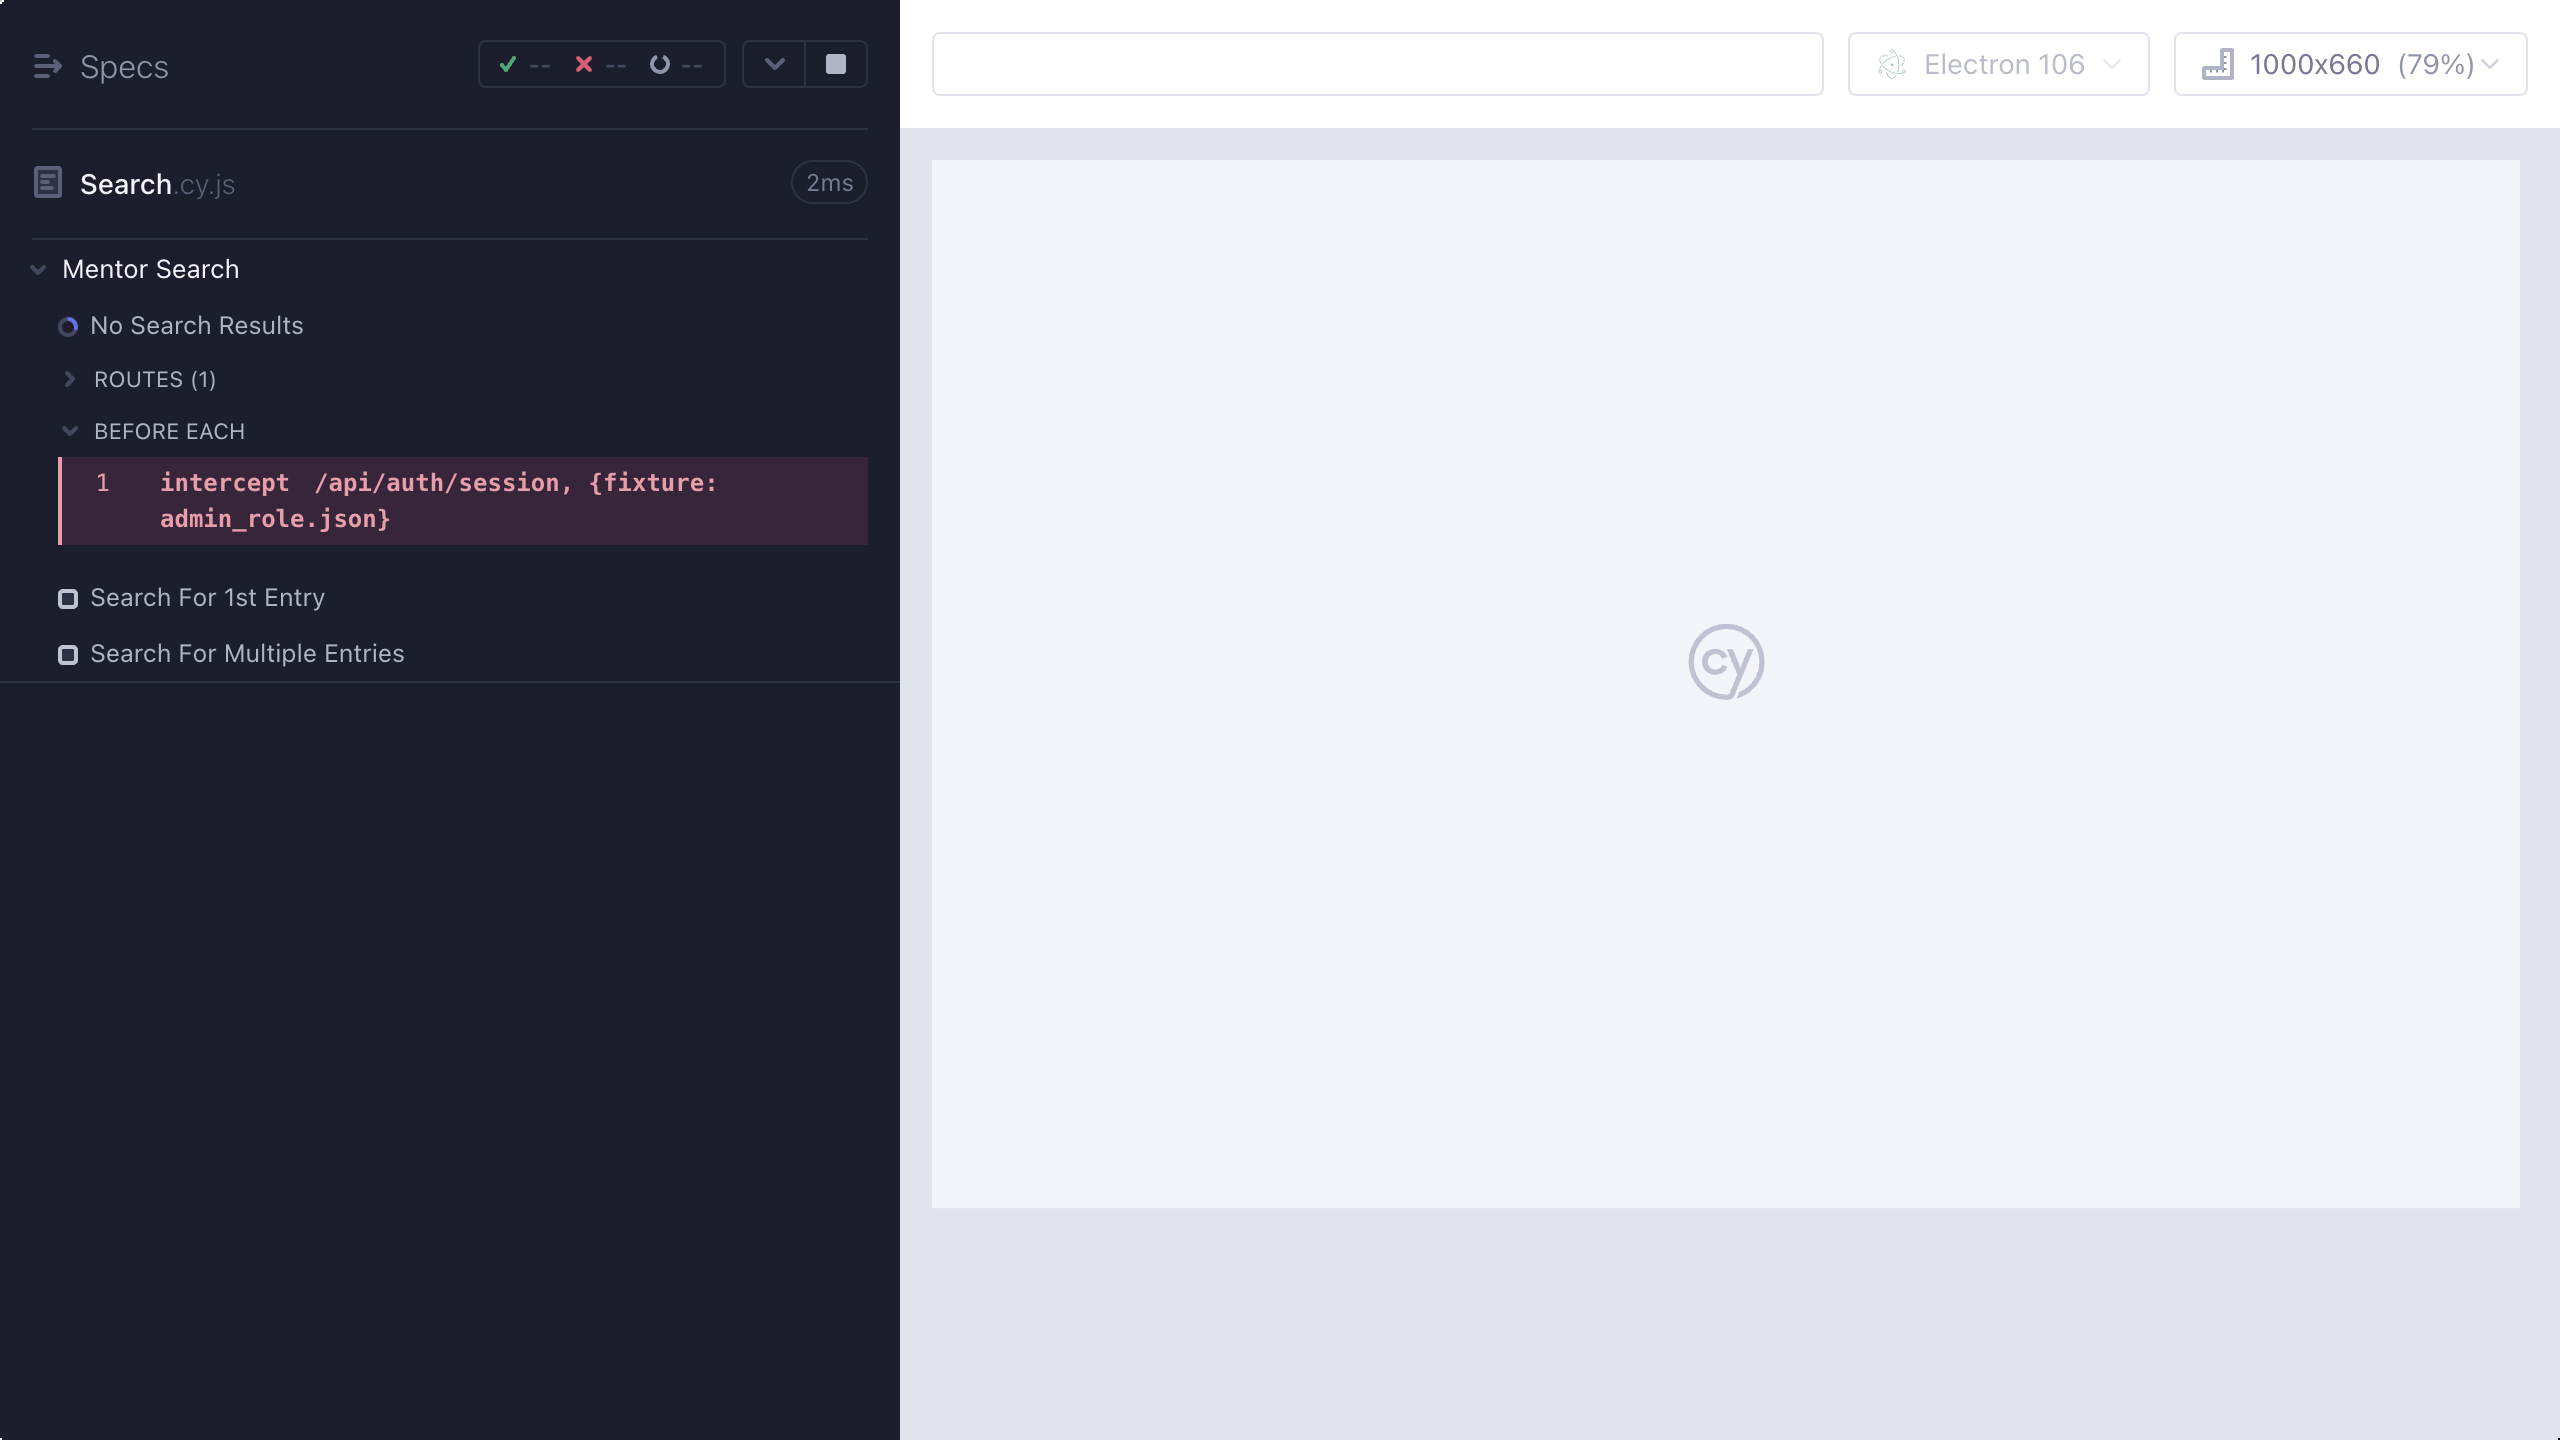 Specs
-- -- --
Electron 106
1000x660 (79%)
Search.cy.js
2ms
Mentor Search
No Search Results
ROUTES (1)
BEFORE EACH
1 intercept /api/auth/session, {fixture:
admin_role.json}
Search For 1st Entry
Search For Multiple Entries
cy